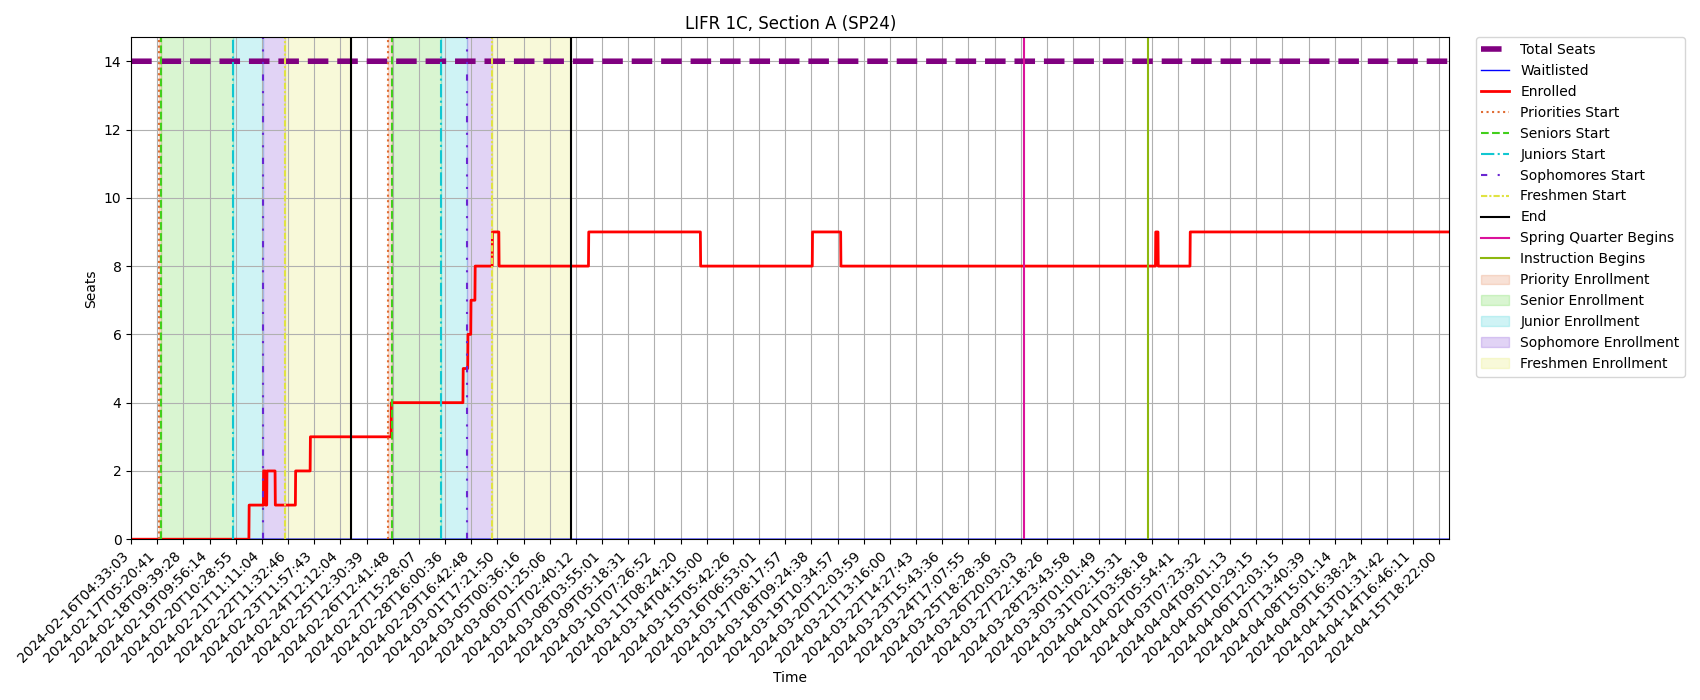 LIFR 1C, Section A (SP24)
14
12
10
8
6
4
2
0
Seats
2024-02-16T04:33:03
2024-02-17T05:20:41
2024-02-18T09:39:28
2024-02-19T09:56:14
2024-02-20T10:28:55
2024-02-21T11:11:04
2024-02-22T11:32:46
2024-02-23T11:57:43
2024-02-24T12:12:04
2024-02-25T12:30:39
2024-02-26T12:41:48
2024-02-27T15:28:07
2024-02-28T16:00:36
2024-02-29T16:42:48
2024-03-01T17:21:50
2024-03-05T00:36:16
2024-03-06T01:25:06
2024-03-07T02:40:12
2024-03-08T03:55:01
2024-03-09T05:18:31
2024-03-10T07:26:52
2024-03-11T08:24:20
2024-03-14T04:15:00
2024-03-15T05:42:26
2024-03-16T06:53:01
2024-03-17T08:17:57
2024-03-18T09:24:38
2024-03-19T10:34:57
2024-03-20T12:03:59
2024-03-21T13:16:00
2024-03-22T14:27:43
2024-03-23T15:43:36
2024-03-24T17:07:55
2024-03-25T18:28:36
2024-03-26T20:03:03
2024-03-27T22:18:26
2024-03-28T23:43:58
2024-03-30T01:01:49
2024-03-31T02:15:31
2024-04-01T03:58:18
2024-04-02T05:54:41
2024-04-03T07:23:32
2024-04-04T09:01:13
2024-04-05T10:29:15
2024-04-06T12:03:15
2024-04-07T13:40:39
2024-04-08T15:01:14
2024-04-09T16:38:24
2024-04-13T01:31:42
2024-04-14T16:46:11
2024-04-15T18:22:00
Time
Total Seats
Waitlisted
Enrolled
Priorities Start
Seniors Start
Juniors Start
Sophomores Start
Freshmen Start
End
Spring Quarter Begins
Instruction Begins
Priority Enrollment
Senior Enrollment
Junior Enrollment
Sophomore Enrollment
Freshmen Enrollment